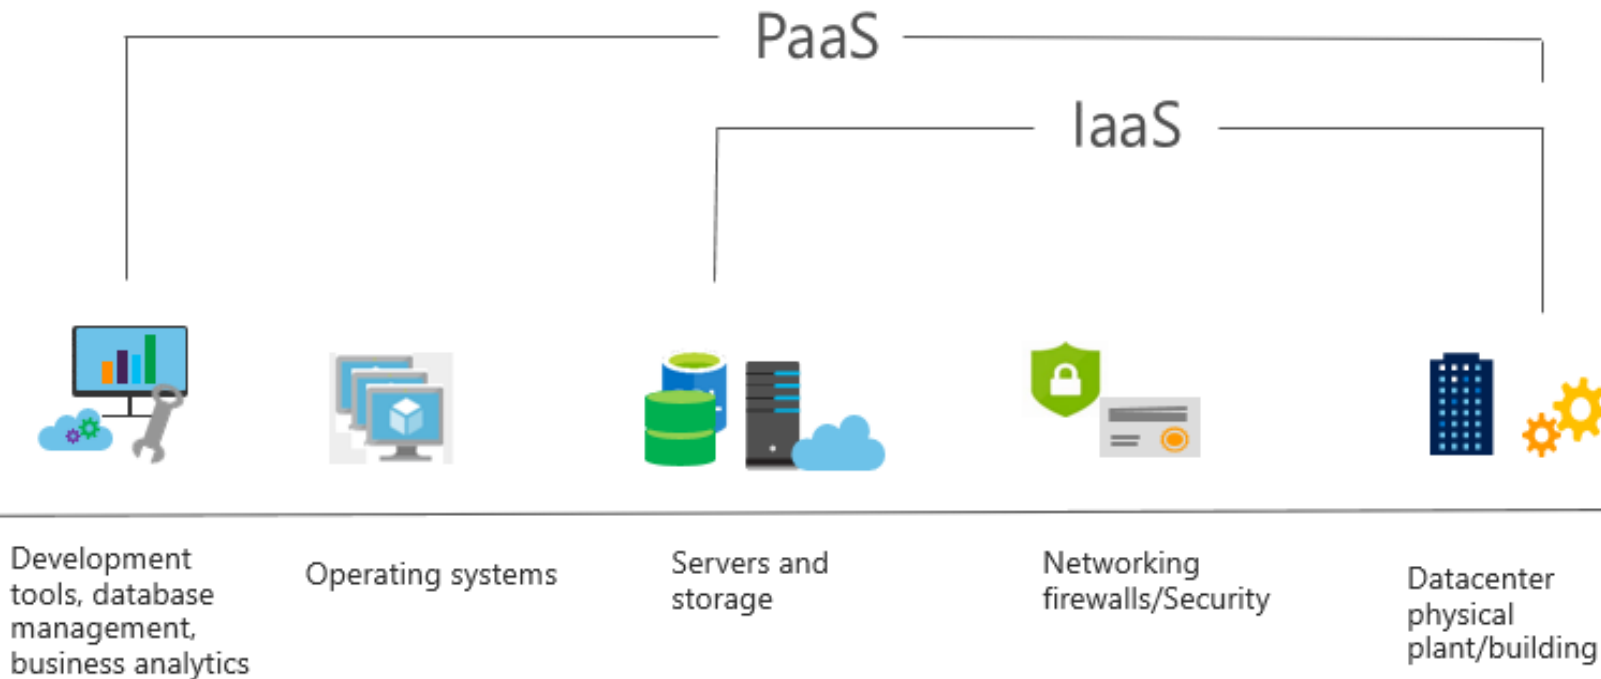 PaaS
IaaS
Development
tools, database
management,
business analytics
Operating systems
Servers and
storage
Networking
firewalls/Security
Datacenter
physical
plant/building